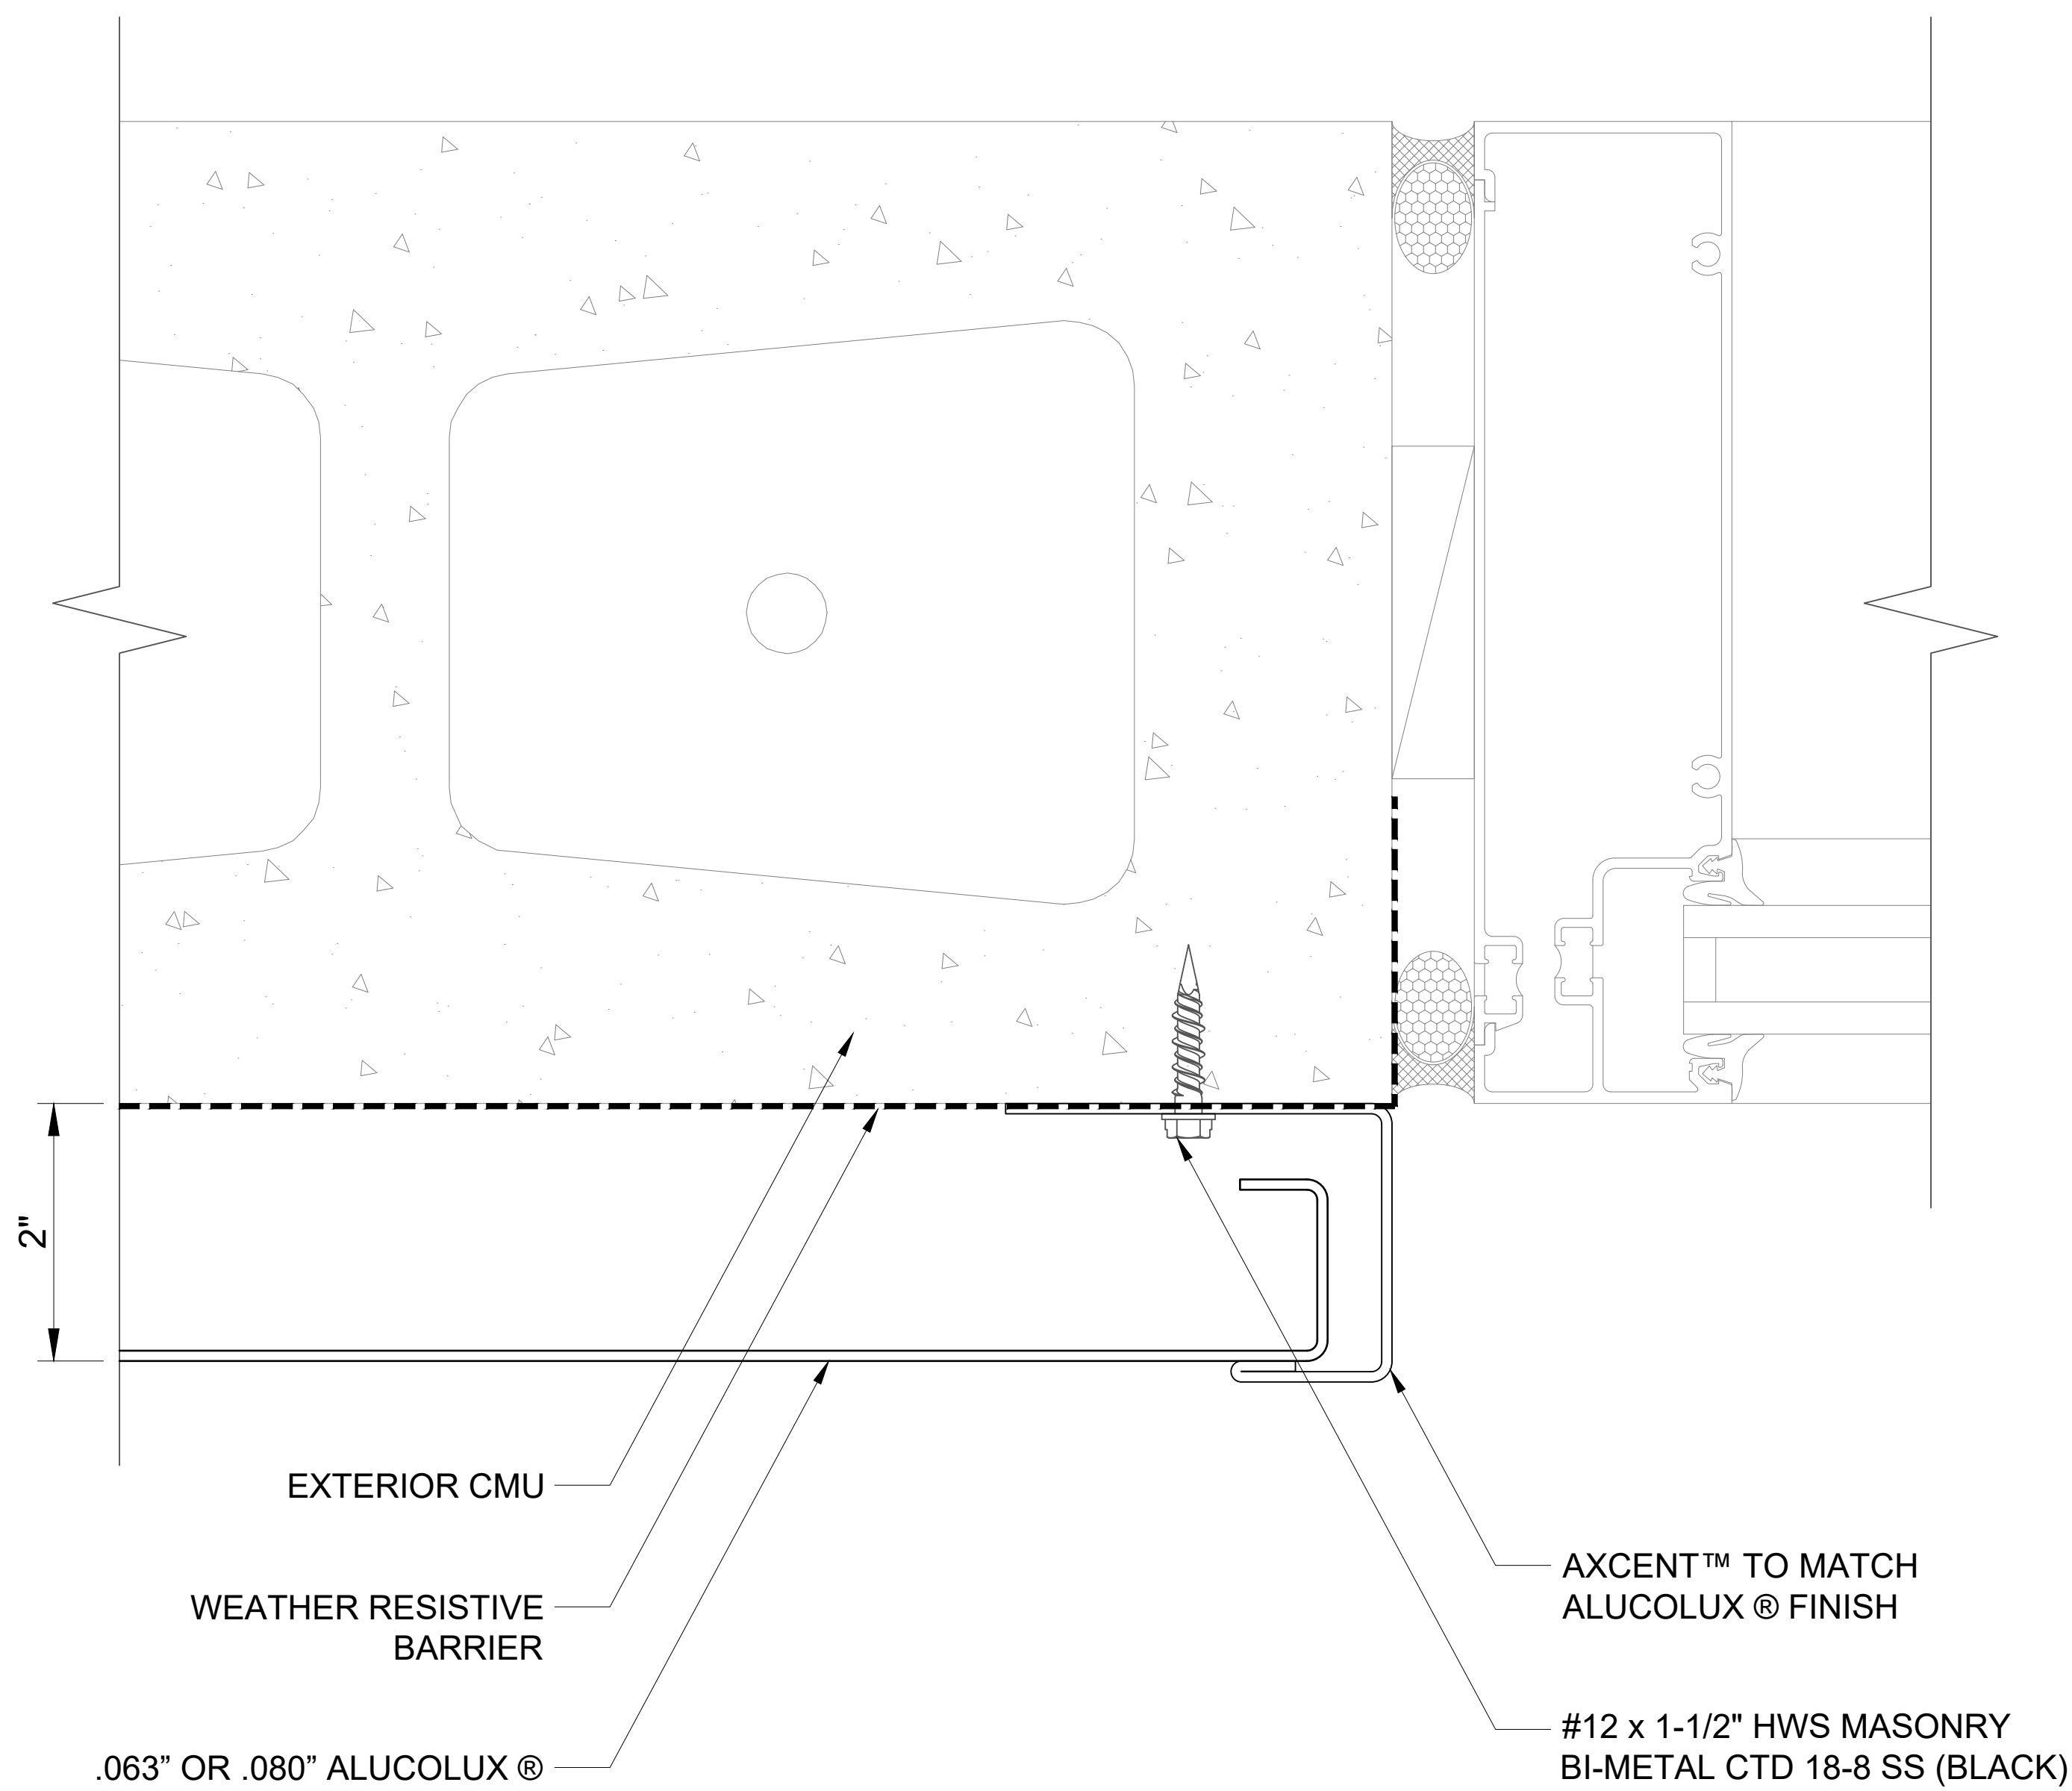 2"
EXTERIOR CMU
WEATHER RESISTIVE
BARRIER
.063” OR .080” ALUCOLUX ®
AXCENT™ TO MATCH
ALUCOLUX ® FINISH
#12 x 1-1/2" HWS MASONRY
BI-METAL CTD 18-8 SS (BLACK)